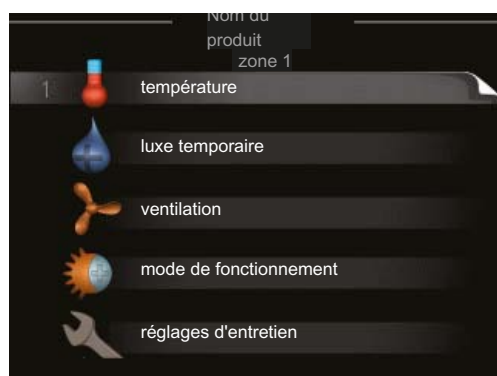 Nom du
produit
zone 1
1 température
luxe temporaire
ventilation
mode de fonctionnement
réglages d'entretien